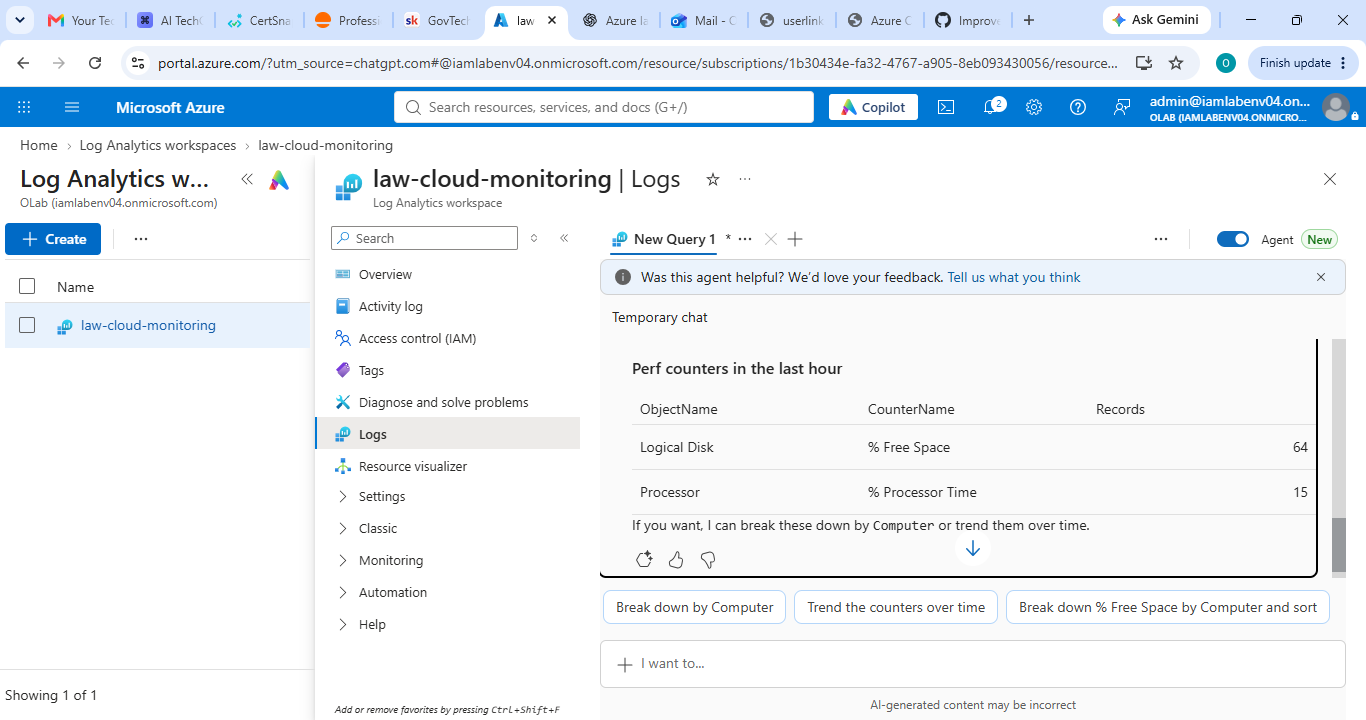 Your Tec
AI TechC
CertSna
Profess
GovTech
law
Azure la
Mail - C
userlink
Azure C
Improve
Ask Gemini
portal.azure.com/?utm_source=chatgpt.com#@iamlabenv04.onmicrosoft.com/resource/subscriptions/1b30434e-fa32-4767-a905-8eb093430056/resource...
O
Finish update
Microsoft Azure
Search resources, services, and docs (G+/)
Copilot
2
admin@iamlabenv04.on...
OLAB (IAMLABENV04.ONMICRO...
Home > Log Analytics workspaces > law-cloud-monitoring
Log Analytics w...
OLab (iamlabenv04.onmicrosoft.com)
+ Create
...
Name
law-cloud-monitoring
Showing 1 of 1
law-cloud-monitoring | Logs
...
Log Analytics workspace
Search
Overview
Activity log
Access control (IAM)
Tags
Diagnose and solve problems
Logs
Resource visualizer
Settings
Classic
Monitoring
Automation
Help
Add or remove favorites by pressing Ctrl+Shift+F
New Query 1 * ...
...
Agent
New
Was this agent helpful? We’d love your feedback. Tell us what you think
Temporary chat
Perf counters in the last hour
ObjectName CounterName Records
Logical Disk % Free Space 64
Processor % Processor Time 15
If you want, I can break these down by Computer or trend them over time.
Break down by Computer
Trend the counters over time
Break down % Free Space by Computer and sort
I want to...
AI-generated content may be incorrect